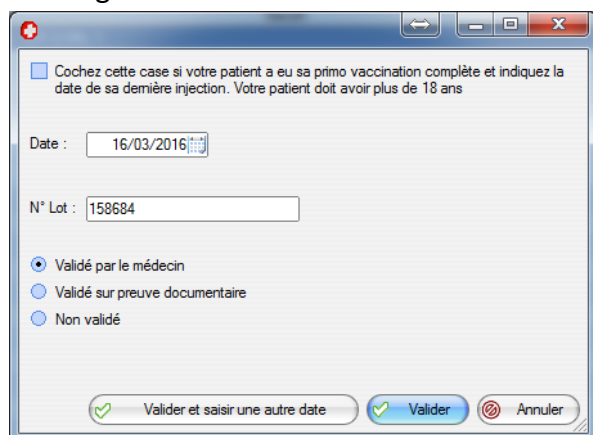 Cochez cette case si votre patient a eu sa primo vaccination complète et indiquez la
date de sa dernière injection. Votre patient doit avoir plus de 18 ans
Date : 16/03/2016
N° Lot : 158684
Validé par le médecin
Validé sur preuve documentaire
Non validé
Valider et saisir une autre date Valider Annuler